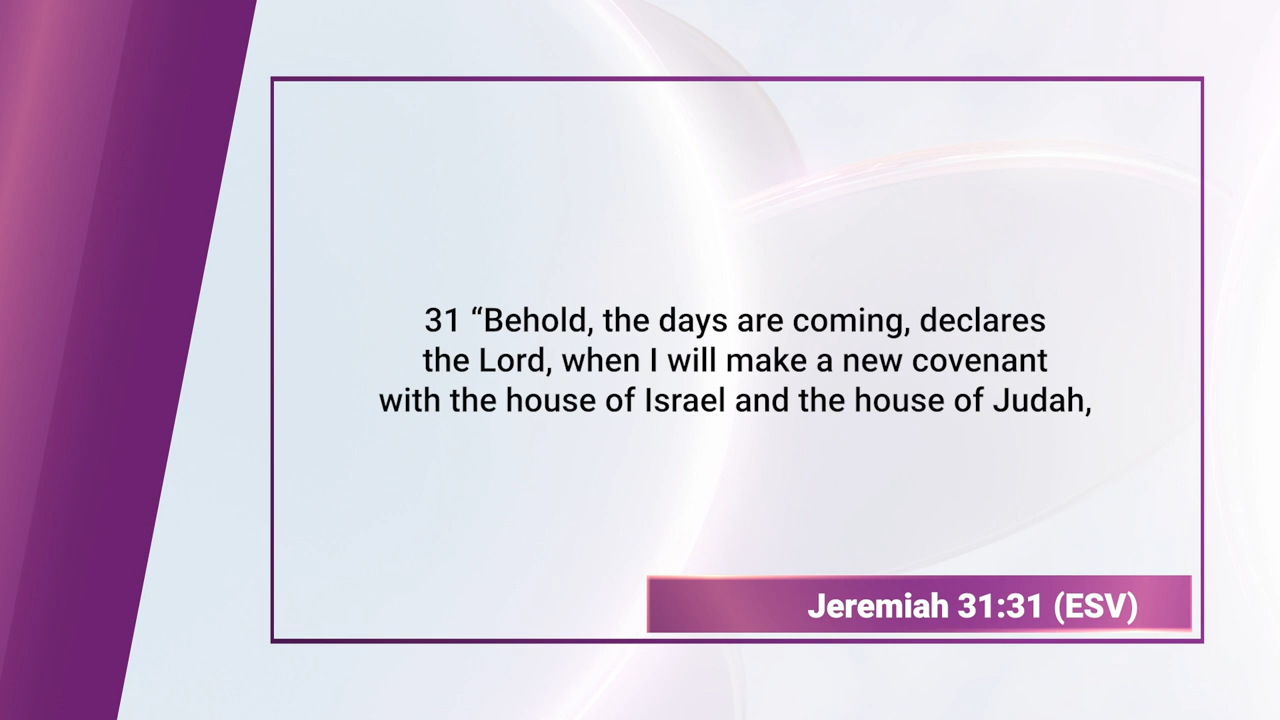 31 “Behold, the days are coming, declares
the Lord, when I will make a new covenant
with the house of Israel and the house of Judah,
Jeremiah 31:31 (ESV)